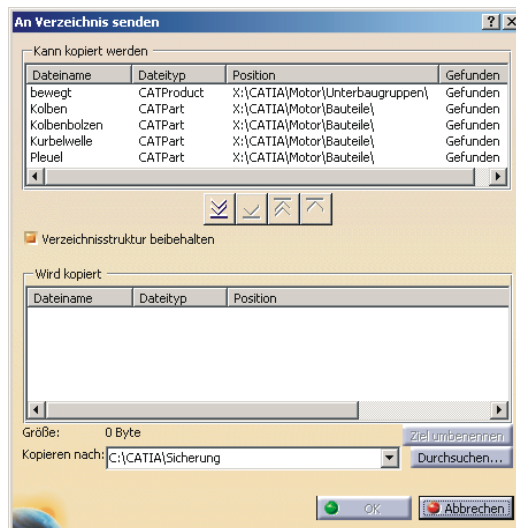 An Verzeichnis senden
Kann kopiert werden
Dateiname Dateityp Position Gefunden
bewegt CATProduct X:\CATIA\Motor\Unterbaugruppen\ Gefunden
Kolben CATPart X:\CATIA\Motor\Bauteile\ Gefunden
Kolbenbolzen CATPart X:\CATIA\Motor\Bauteile\ Gefunden
Kurbelwelle CATPart X:\CATIA\Motor\Bauteile\ Gefunden
Pleuel CATPart X:\CATIA\Motor\Bauteile\ Gefunden
Verzeichnisstruktur beibehalten
Wird kopiert
Dateiname Dateityp Position
Größe: 0 Byte Ziel umbenennen
Kopieren nach: C:\CATIA\Sicherung Durchsuchen...
OK Abbrechen